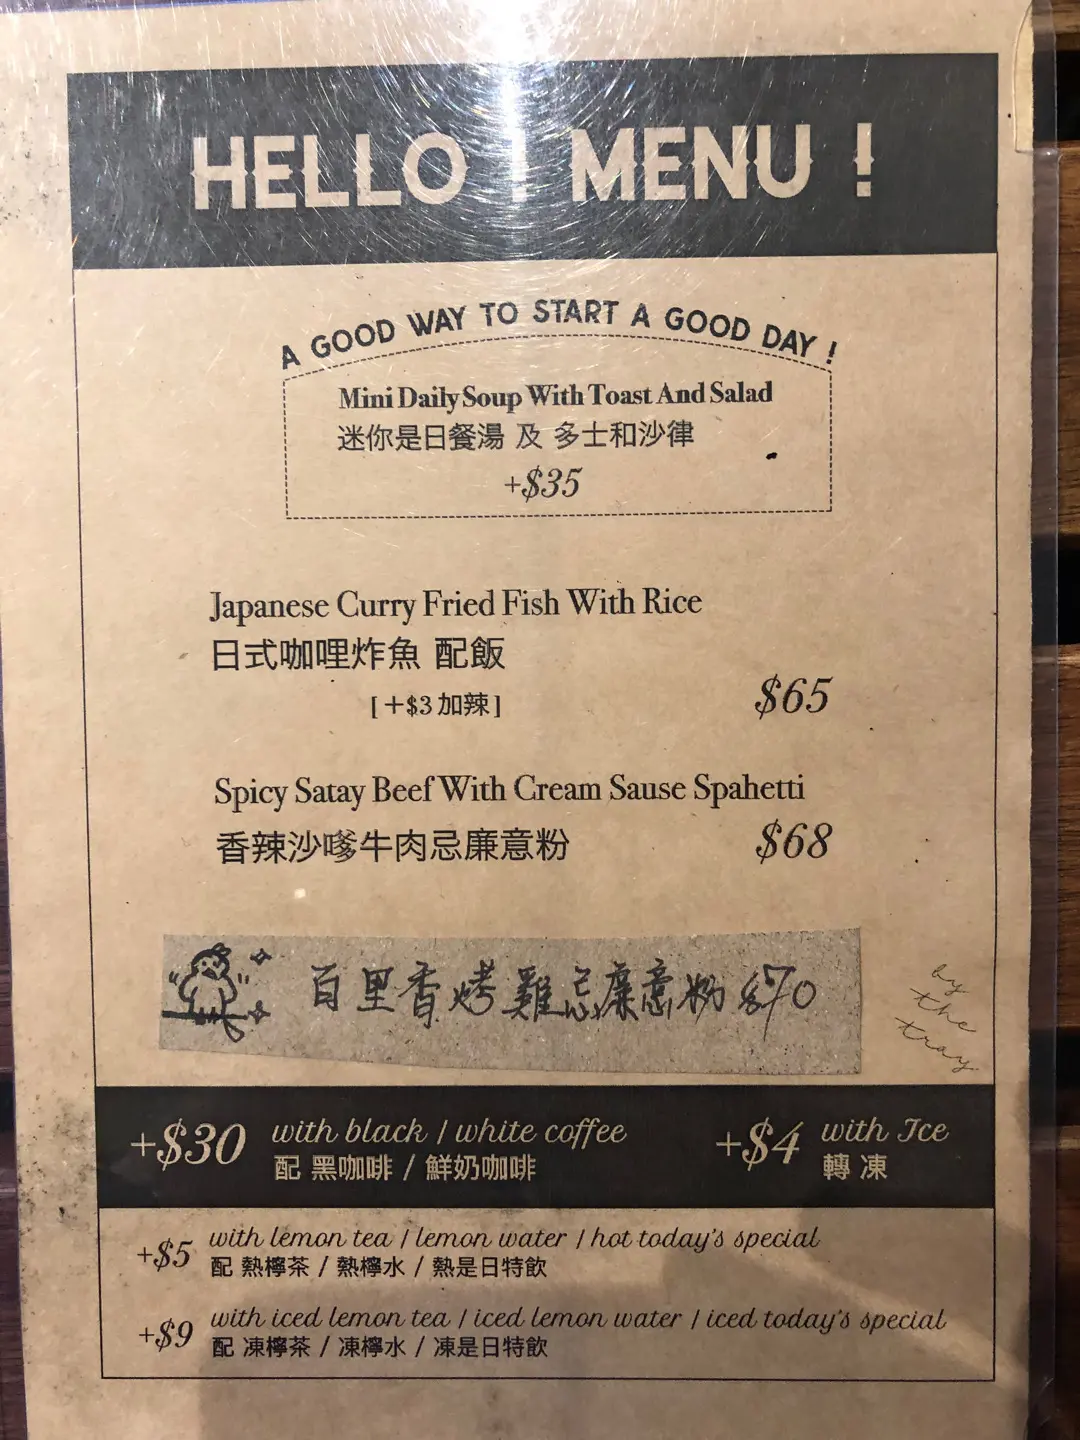 HELLO ! MENU !
A GOOD WAY TO START A GOOD DAY !
Mini Daily Soup With Toast And Salad
迷你是日餐湯 及 多士和沙律
+$35
Japanese Curry Fried Fish With Rice
日式咖哩炸魚 配飯
[ +$3 加辣 ]
$65
Spicy Satay Beef With Cream Sause Spahetti
香辣沙嗲牛肉忌廉意粉
$68
百里香烤雞忌廉意粉 $70
by
the
tray
+$30 with black / white coffee
配 黑咖啡 / 鮮奶咖啡
+$4 with Ice
轉 凍
+$5 with lemon tea / lemon water / hot today's special
配 熱檸茶 / 熱檸水 / 熱是日特飲
+$9 with iced lemon tea / iced lemon water / iced today's special
配 凍檸茶 / 凍檸水 / 凍是日特飲